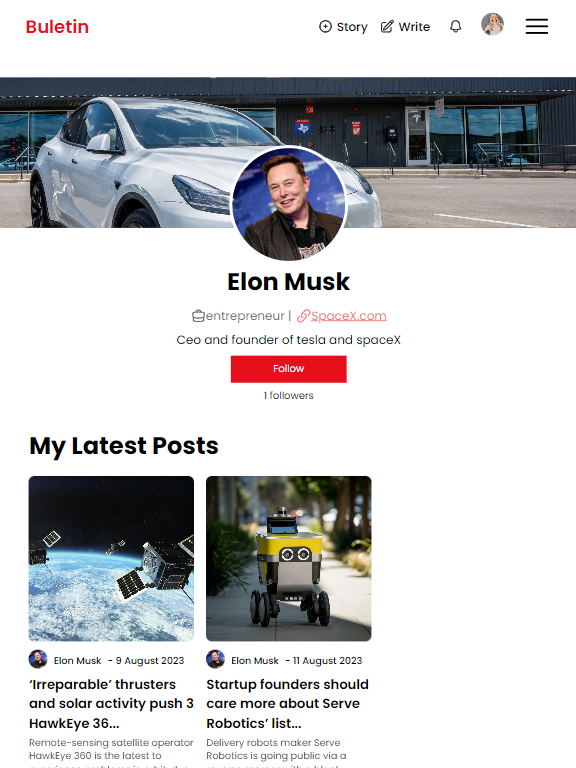 Buletin
Story
Write
Elon Musk
entrepreneur |
SpaceX.com
Ceo and founder of tesla and spaceX
Follow
1 followers
My Latest Posts
Elon Musk - 9 August 2023
‘Irreparable’ thrusters
and solar activity push 3
HawkEye 36...
Remote-sensing satellite operator
HawkEye 360 is the latest to
Elon Musk - 11 August 2023
Startup founders should
care more about Serve
Robotics’ list...
Delivery robots maker Serve
Robotics is going public via a